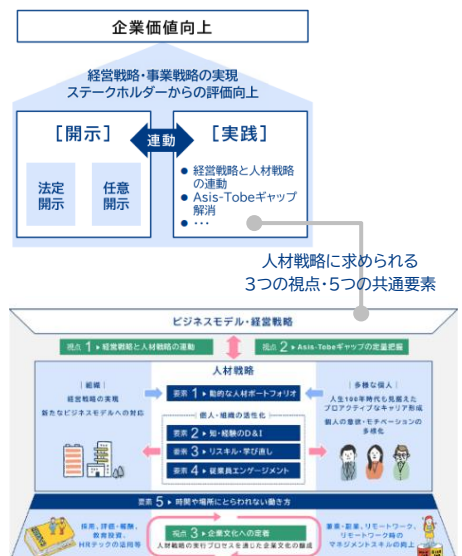 企業価値向上
経営戦略・事業戦略の実現
ステークホルダーからの評価向上
[開示]
連動
[実践]
法定
開示
任意
開示
● 経営戦略と人材戦略
の連動
● Asis-Tobeギャップ
解消
● ・・・
人材戦略に求められる
3つの視点・5つの共通要素
ビジネスモデル・経営戦略
視点 1 ▸ 経営戦略と人材戦略の連動
視点 2 ▸ Asis-Tobeギャップの定量把握
人材戦略
| 組織 |
経営戦略の実現
新たなビジネスモデルへの対応
要素 1 ▸ 動的な人材ポートフォリオ
個人・組織の活性化
要素 2 ▸ 知・経験のD&I
要素 3 ▸ リスキル・学び直し
要素 4 ▸ 従業員エンゲージメント
| 多様な個人 |
人生100年時代も見据えた
プロアクティブなキャリア形成
個人の意欲・モチベーションの
多様化
要素 5 ▸ 時間や場所にとらわれない働き方
採用、評価・報酬、
教育投資、
HRテックの活用等
視点 3 ▸ 企業文化への定着
人材戦略の実行プロセスを通じた企業文化の醸成
兼業・副業、リモートワーク、
リモートワーク時の
マネジメントスキルの向上